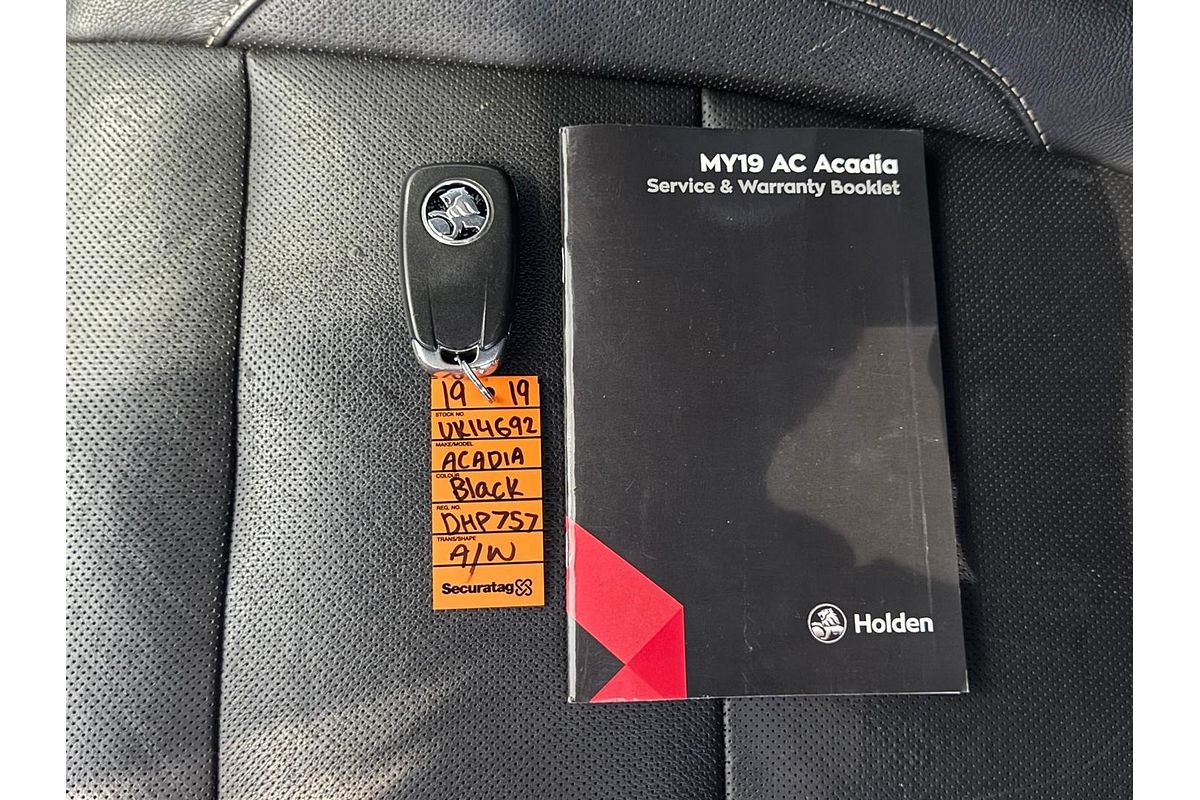 19 19
STOCK NO.
UK14692
MAKE/MODEL
ACADIA
COLOUR
Black
REG. NO.
DHP757
TRANS/SHAPE
A/W
Securatag
MY19 AC Acadia
Service & Warranty Booklet
Holden